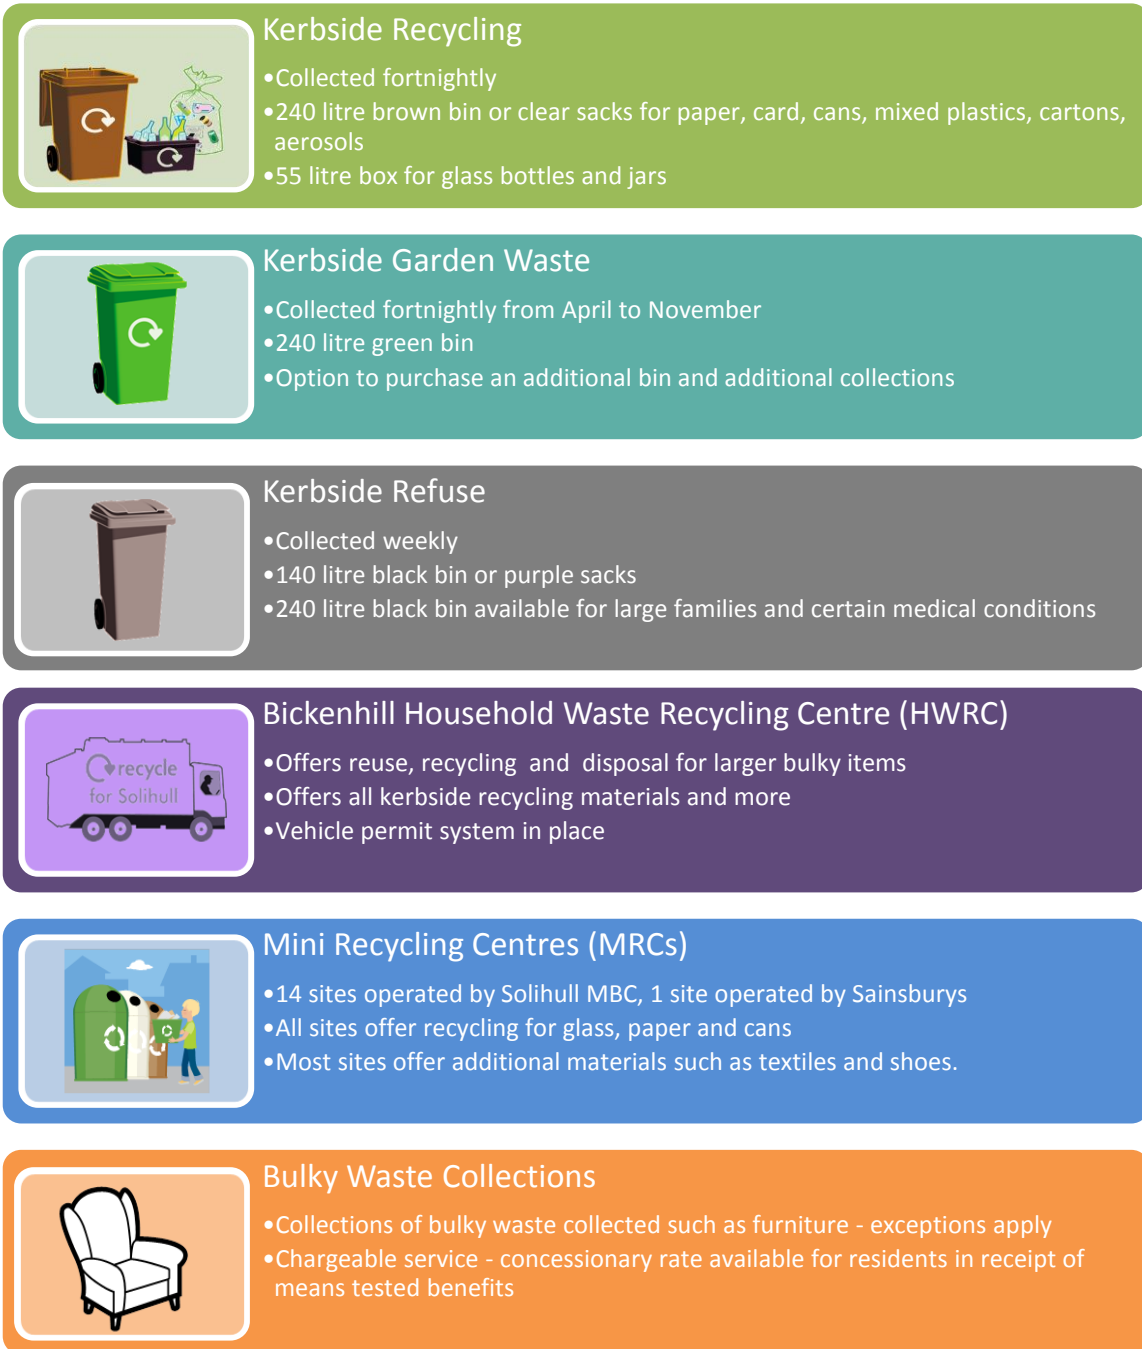 Kerbside Recycling
•Collected fortnightly
•240 litre brown bin or clear sacks for paper, card, cans, mixed plastics, cartons,
aerosols
•55 litre box for glass bottles and jars
Kerbside Garden Waste
•Collected fortnightly from April to November
•240 litre green bin
•Option to purchase an additional bin and additional collections
Kerbside Refuse
•Collected weekly
•140 litre black bin or purple sacks
•240 litre black bin available for large families and certain medical conditions
recycle
for Solihull
Bickenhill Household Waste Recycling Centre (HWRC)
•Offers reuse, recycling  and  disposal for larger bulky items
•Offers all kerbside recycling materials and more
•Vehicle permit system in place
Mini Recycling Centres (MRCs)
•14 sites operated by Solihull MBC, 1 site operated by Sainsburys
•All sites offer recycling for glass, paper and cans
•Most sites offer additional materials such as textiles and shoes.
Bulky Waste Collections
•Collections of bulky waste collected such as furniture - exceptions apply
•Chargeable service - concessionary rate available for residents in receipt of
means tested benefits